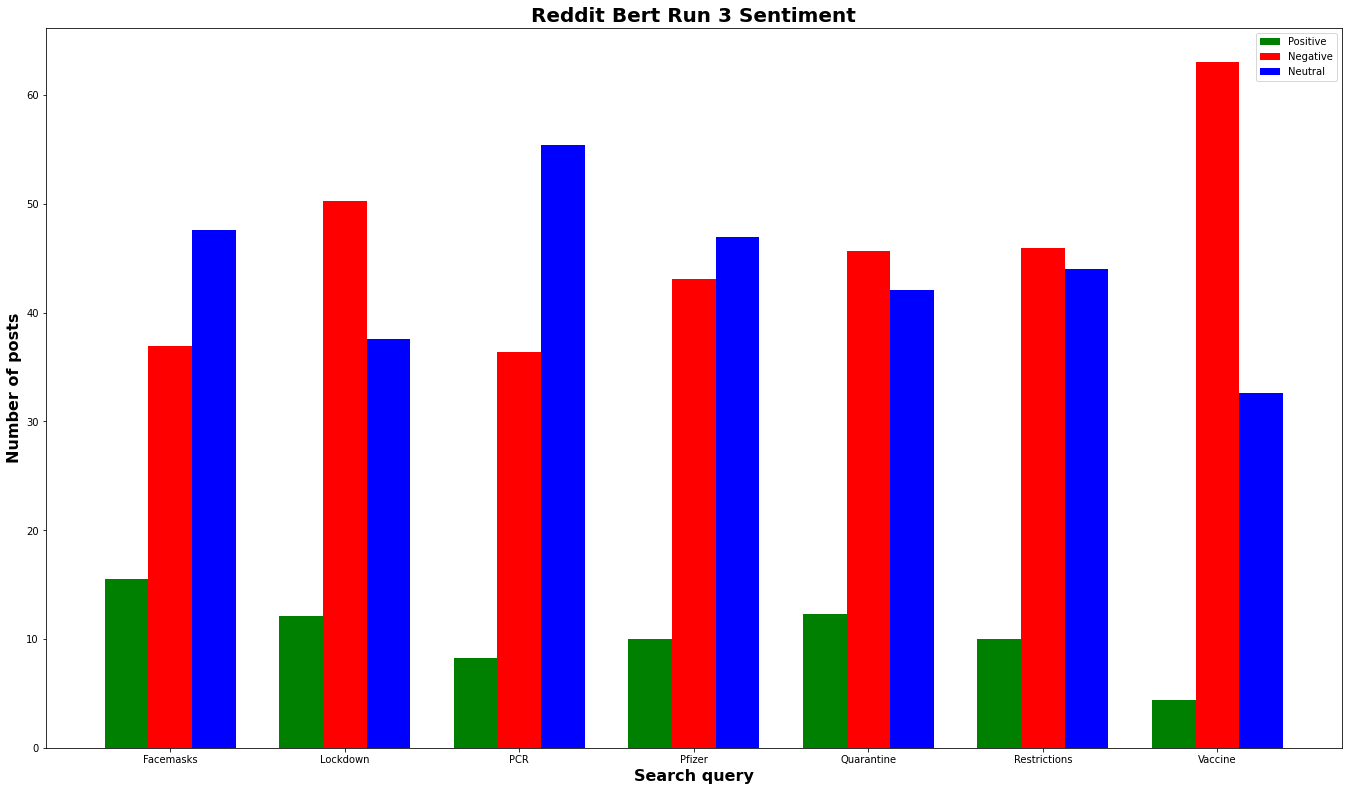 Reddit Bert Run 3 Sentiment
Positive
Negative
Neutral
Number of posts
60
50
40
30
20
10
0
Facemasks Lockdown PCR Pfizer Quarantine Restrictions Vaccine
Search query